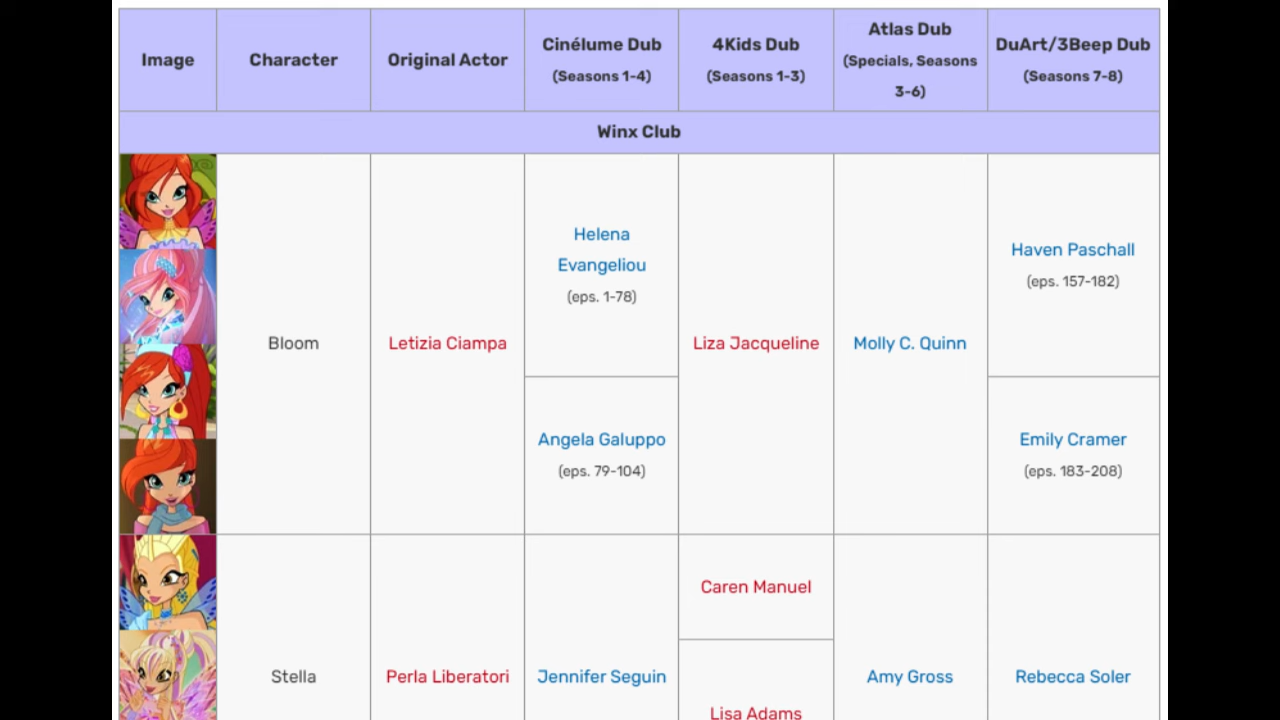 Image
Character
Original Actor
Cinélume Dub
(Seasons 1-4)
4Kids Dub
(Seasons 1-3)
Atlas Dub
(Specials, Seasons
3-6)
DuArt/3Beep Dub
(Seasons 7-8)
Winx Club
Bloom
Letizia Ciampa
Helena
Evangeliou
(eps. 1-78)
Angela Galuppo
(eps. 79-104)
Liza Jacqueline
Molly C. Quinn
Haven Paschall
(eps. 157-182)
Emily Cramer
(eps. 183-208)
Stella
Perla Liberatori
Jennifer Seguin
Caren Manuel
Lisa Adams
Amy Gross
Rebecca Soler